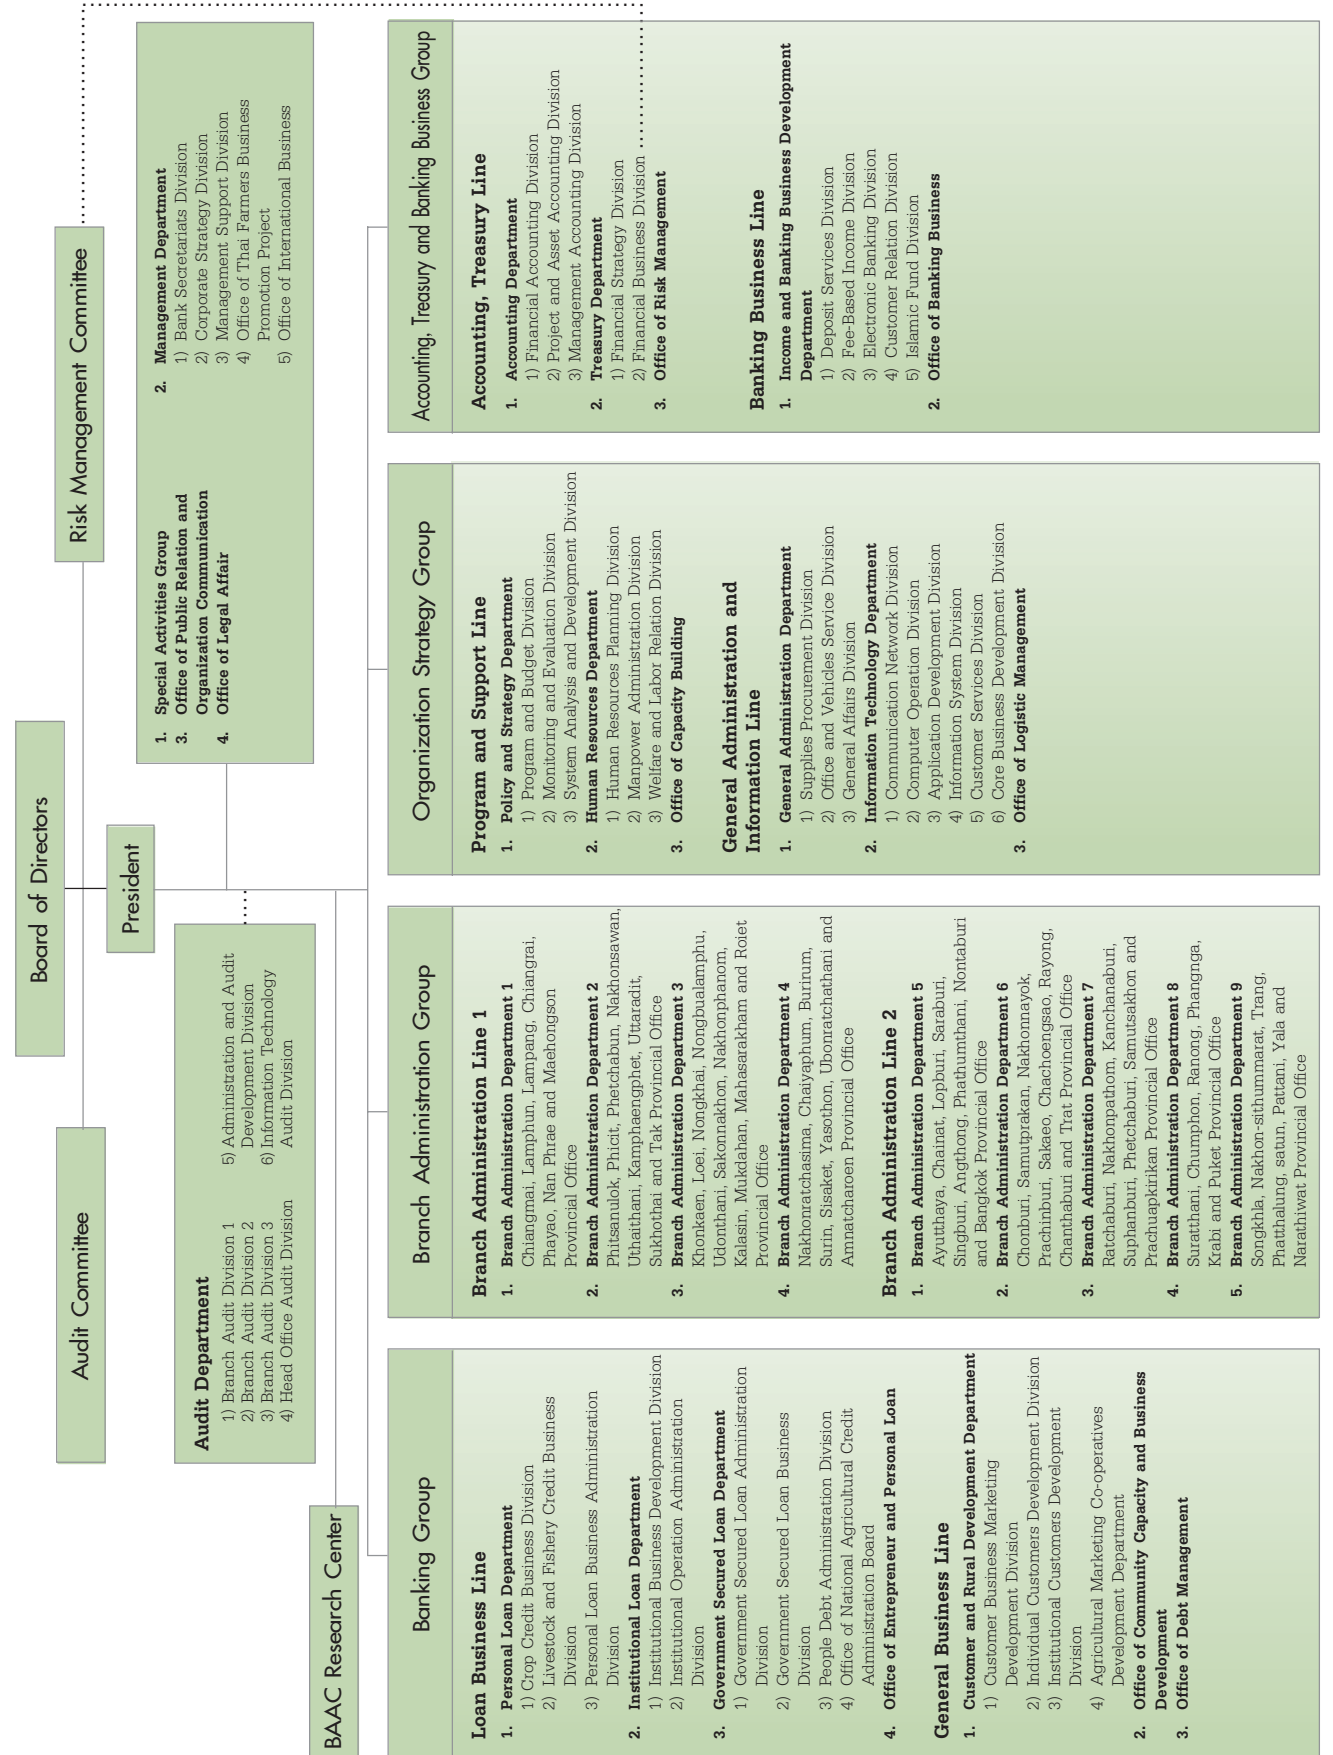 Board of Directors
Audit Committee
Risk Management Committee
President
Audit Department
1) Branch Audit Division 1
2) Branch Audit Division 2
3) Branch Audit Division 3
4) Head Office Audit Division
5) Administration and Audit
Development Division
6) Information Technology
Audit Division
1. Special Activities Group
3. Office of Public Relation and
Organization Communication
4. Office of Legal Affair
2. Management Department
1) Bank Secretariats Division
2) Corporate Strategy Division
3) Management Support Division
4) Office of Thai Farmers Business
Promotion Project
5) Office of International Business
BAAC Research Center
Banking Group
Loan Business Line
1. Personal Loan Department
1) Crop Credit Business Division
2) Livestock and Fishery Credit Business
Division
3) Personal Loan Business Administration
Division
2. Institutional Loan Department
1) Institutional Business Development Division
2) Institutional Operation Administration
Division
3. Government Secured Loan Department
1) Government Secured Loan Administration
Division
2) Government Secured Loan Business
Division
3) People Debt Administration Division
4) Office of National Agricultural Credit
Administration Board
4. Office of Entrepreneur and Personal Loan
General Business Line
1. Customer and Rural Development Department
1) Customer Business Marketing
Development Division
2) Individual Customers Development Division
3) Institutional Customers Development
Division
4) Agricultural Marketing Co-operatives
Development Department
2. Office of Community Capacity and Business
Development
3. Office of Debt Management
Branch Administration Group
Branch Administration Line 1
1. Branch Administration Department 1
Chiangmai, Lamphun, Lampang, Chiangrai,
Phayao, Nan Phrae and Maehongson
Provincial Office
2. Branch Administration Department 2
Phitsanulok, Phicit, Phetchabun, Nakhonsawan,
Uthaithani, Kamphaengphet, Uttaradit,
Sukhothai and Tak Provincial Office
3. Branch Administration Department 3
Khonkaen, Loei, Nongkhai, Nongbualamphu,
Udonthani, Sakonnakhon, Nakhonphanom,
Kalasin, Mukdahan, Mahasarakham and Roiet
Provincial Office
4. Branch Administration Department 4
Nakhonratchasima, Chaiyaphum, Burirum,
Surin, Sisaket, Yasothon, Ubonratchathani and
Amnatcharoen Provincial Office
Branch Administration Line 2
1. Branch Administration Department 5
Ayutthaya, Chainat, Lopburi, Saraburi,
Singburi, Angthong, Phathumthani, Nontaburi
and Bangkok Provincial Office
2. Branch Administration Department 6
Chonburi, Samutprakan, Nakhonnayok,
Prachinburi, Sakaeo, Chachoengsao, Rayong,
Chanthaburi and Trat Provincial Office
3. Branch Administration Department 7
Ratchaburi, Nakhonpathom, Kanchanaburi,
Suphanburi, Phetchaburi, Samutsakhon and
Prachuapkirikan Provincial Office
4. Branch Administration Department 8
Suratthani, Chumphon, Ranong, Phangnga,
Krabi and Puket Provincial Office
5. Branch Administration Department 9
Songkhla, Nakhon-sithummarat, Trang,
Phatthalung, satun, Pattani, Yala and
Narathiwat Provincial Office
Organization Strategy Group
Program and Support Line
1. Policy and Strategy Department
1) Program and Budget Division
2) Monitoring and Evaluation Division
3) System Analysis and Development Division
2. Human Resources Department
1) Human Resources Planning Division
2) Manpower Administration Division
3) Welfare and Labor Relation Division
3. Office of Capacity Building
General Administration and
Information Line
1. General Administration Department
1) Supplies Procurement Division
2) Office and Vehicles Service Division
3) General Affairs Division
2. Information Technology Department
1) Communication Network Division
2) Computer Operation Division
3) Application Development Division
4) Information System Division
5) Customer Services Division
6) Core Business Development Division
3. Office of Logistic Management
Accounting, Treasury and Banking Business Group
Accounting, Treasury Line
1. Accounting Department
1) Financial Accounting Division
2) Project and Asset Accounting Division
3) Management Accounting Division
2. Treasury Department
1) Financial Strategy Division
2) Financial Business Division
3. Office of Risk Management
Banking Business Line
1. Income and Banking Business Development
Department
1) Deposit Services Division
2) Fee-Based Income Division
3) Electronic Banking Division
4) Customer Relation Division
5) Islamic Fund Division
2. Office of Banking Business